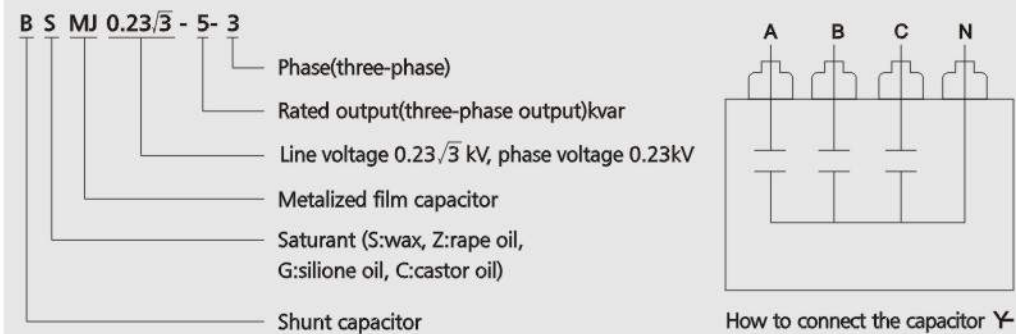 B S MJ 0.23√3 - 5- 3
Phase(three-phase)
Rated output(three-phase output)kvar
Line voltage 0.23√3 kV, phase voltage 0.23kV
Metalized film capacitor
Saturant (S:wax, Z:rape oil,
G:silione oil, C:castor oil)
Shunt capacitor
A B C N
How to connect the capacitor Y-